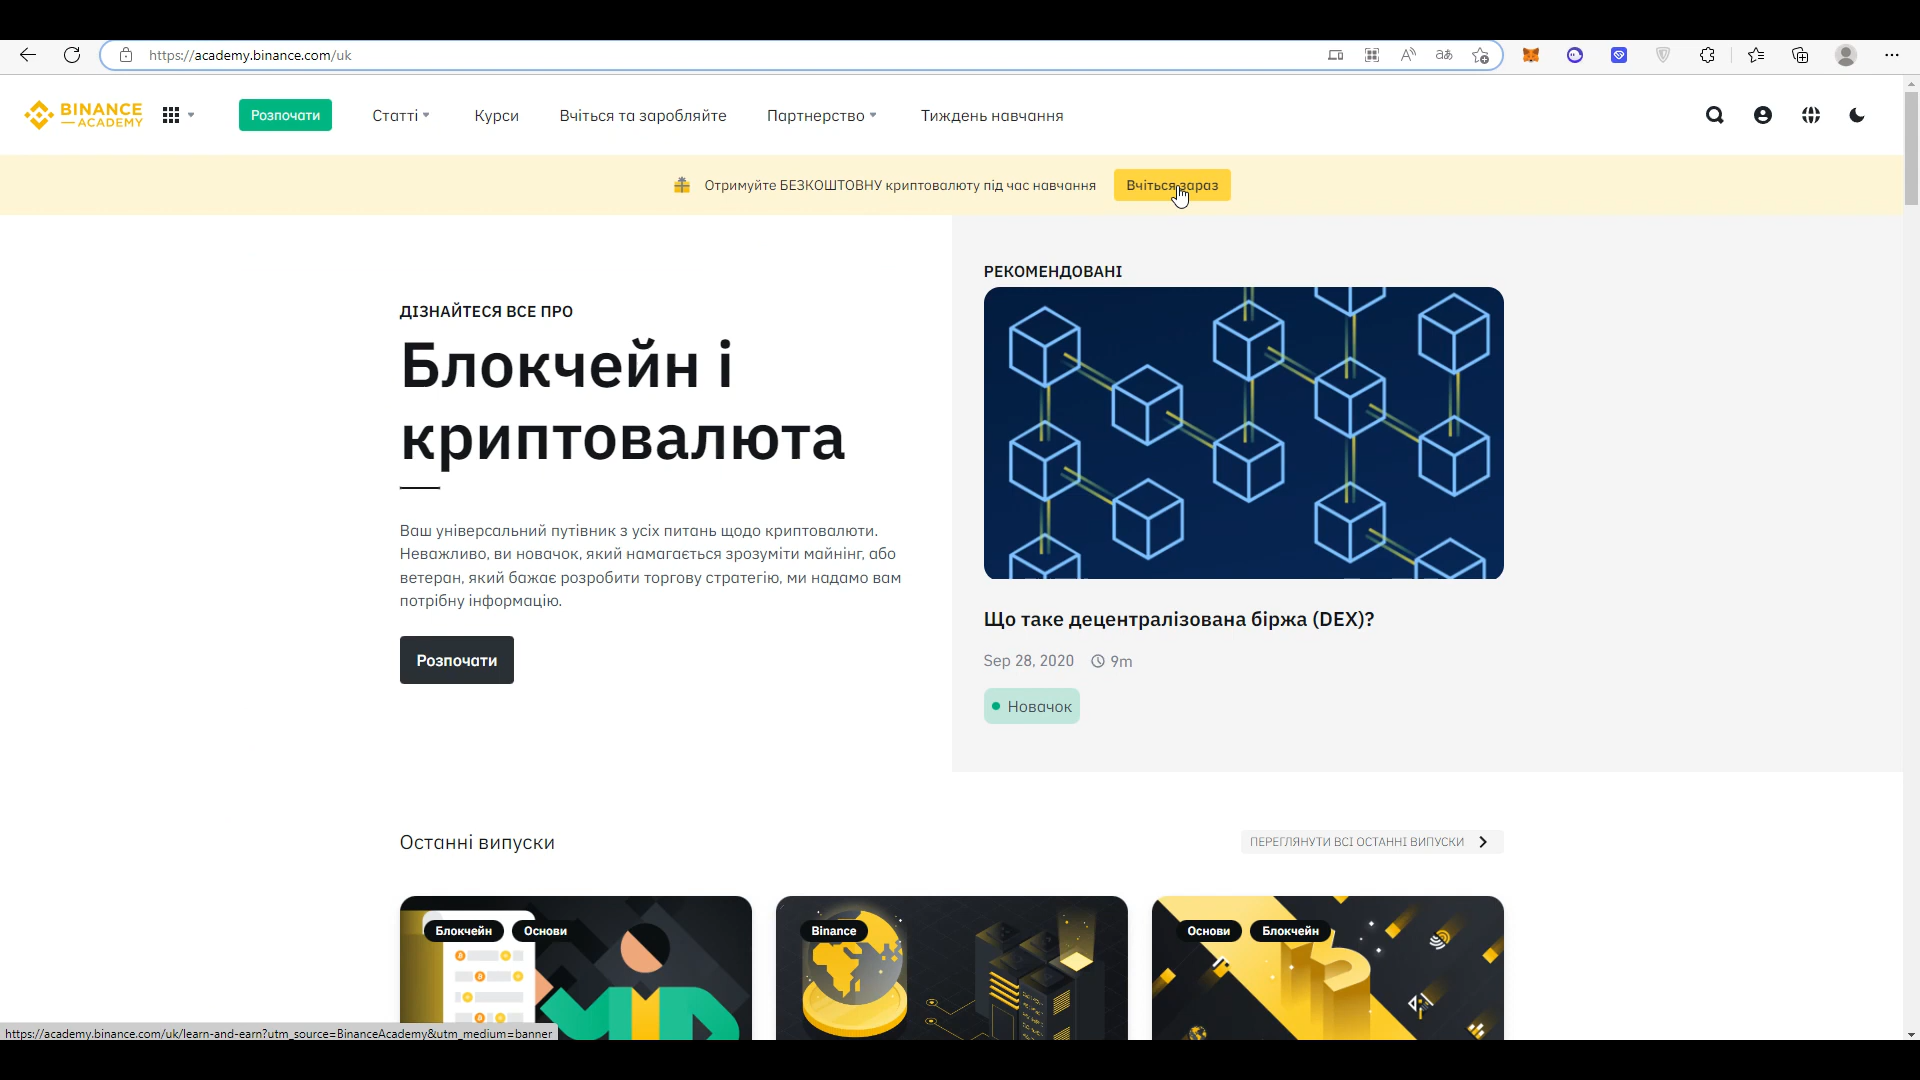 https://academy.binance.com/uk
BINANCE
ACADEMY
Розпочати
Статті
Курси
Вчіться та заробляйте
Партнерство
Тиждень навчання
Отримуйте БЕЗКОШТОВНУ криптовалюту під час навчання
Вчіться зараз
ДІЗНАЙТЕСЯ ВСЕ ПРО
Блокчейн і
криптовалюта
Ваш універсальний путівник з усіх питань щодо криптовалюти.
Неважливо, ви новачок, який намагається зрозуміти майнінг, або
ветеран, який бажає розробити торгову стратегію, ми надамо вам
потрібну інформацію.
Розпочати
РЕКОМЕНДОВАНІ
Що таке децентралізована біржа (DEX)?
Sep 28, 2020 9m
Новачок
Останні випуски
ПЕРЕГЛЯНУТИ ВСІ ОСТАННІ ВИПУСКИ
Блокчейн
Основи
Binance
Основи
Блокчейн
https://academy.binance.com/uk/learn-and-earn?utm_source=BinanceAcademy&utm_medium=banner